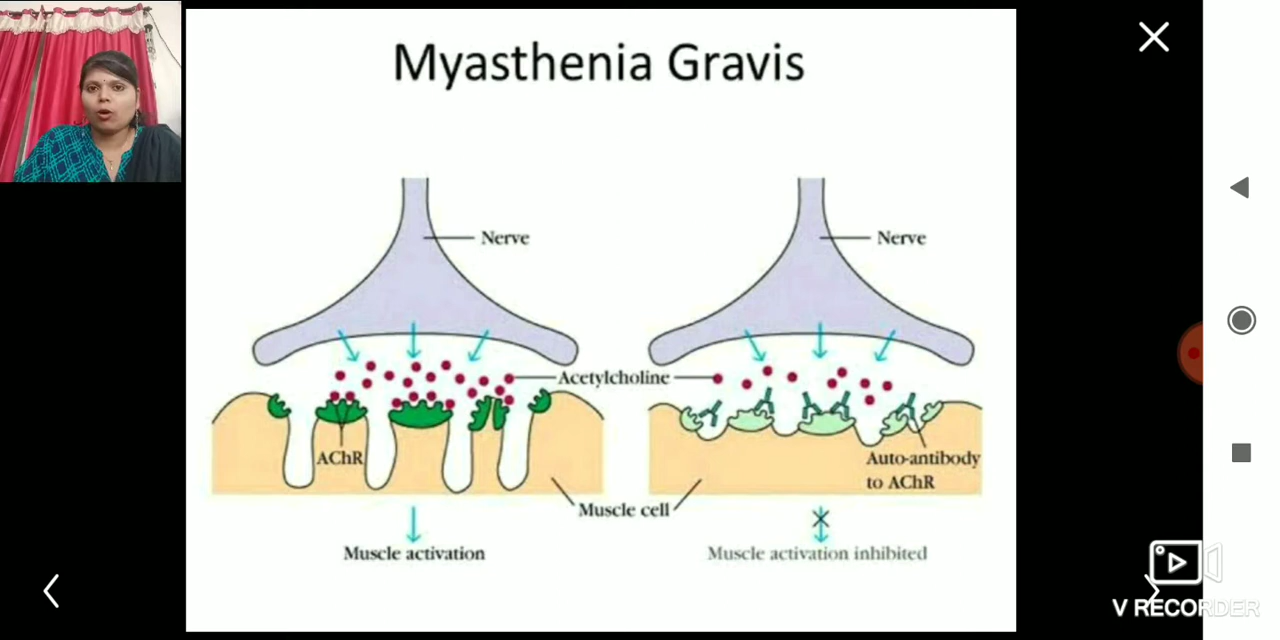 Myasthenia Gravis
Nerve
Nerve
Acetylcholine
AChR
Auto-antibody
to AChR
Muscle cell
Muscle activation
Muscle activation inhibited
V RECORDER